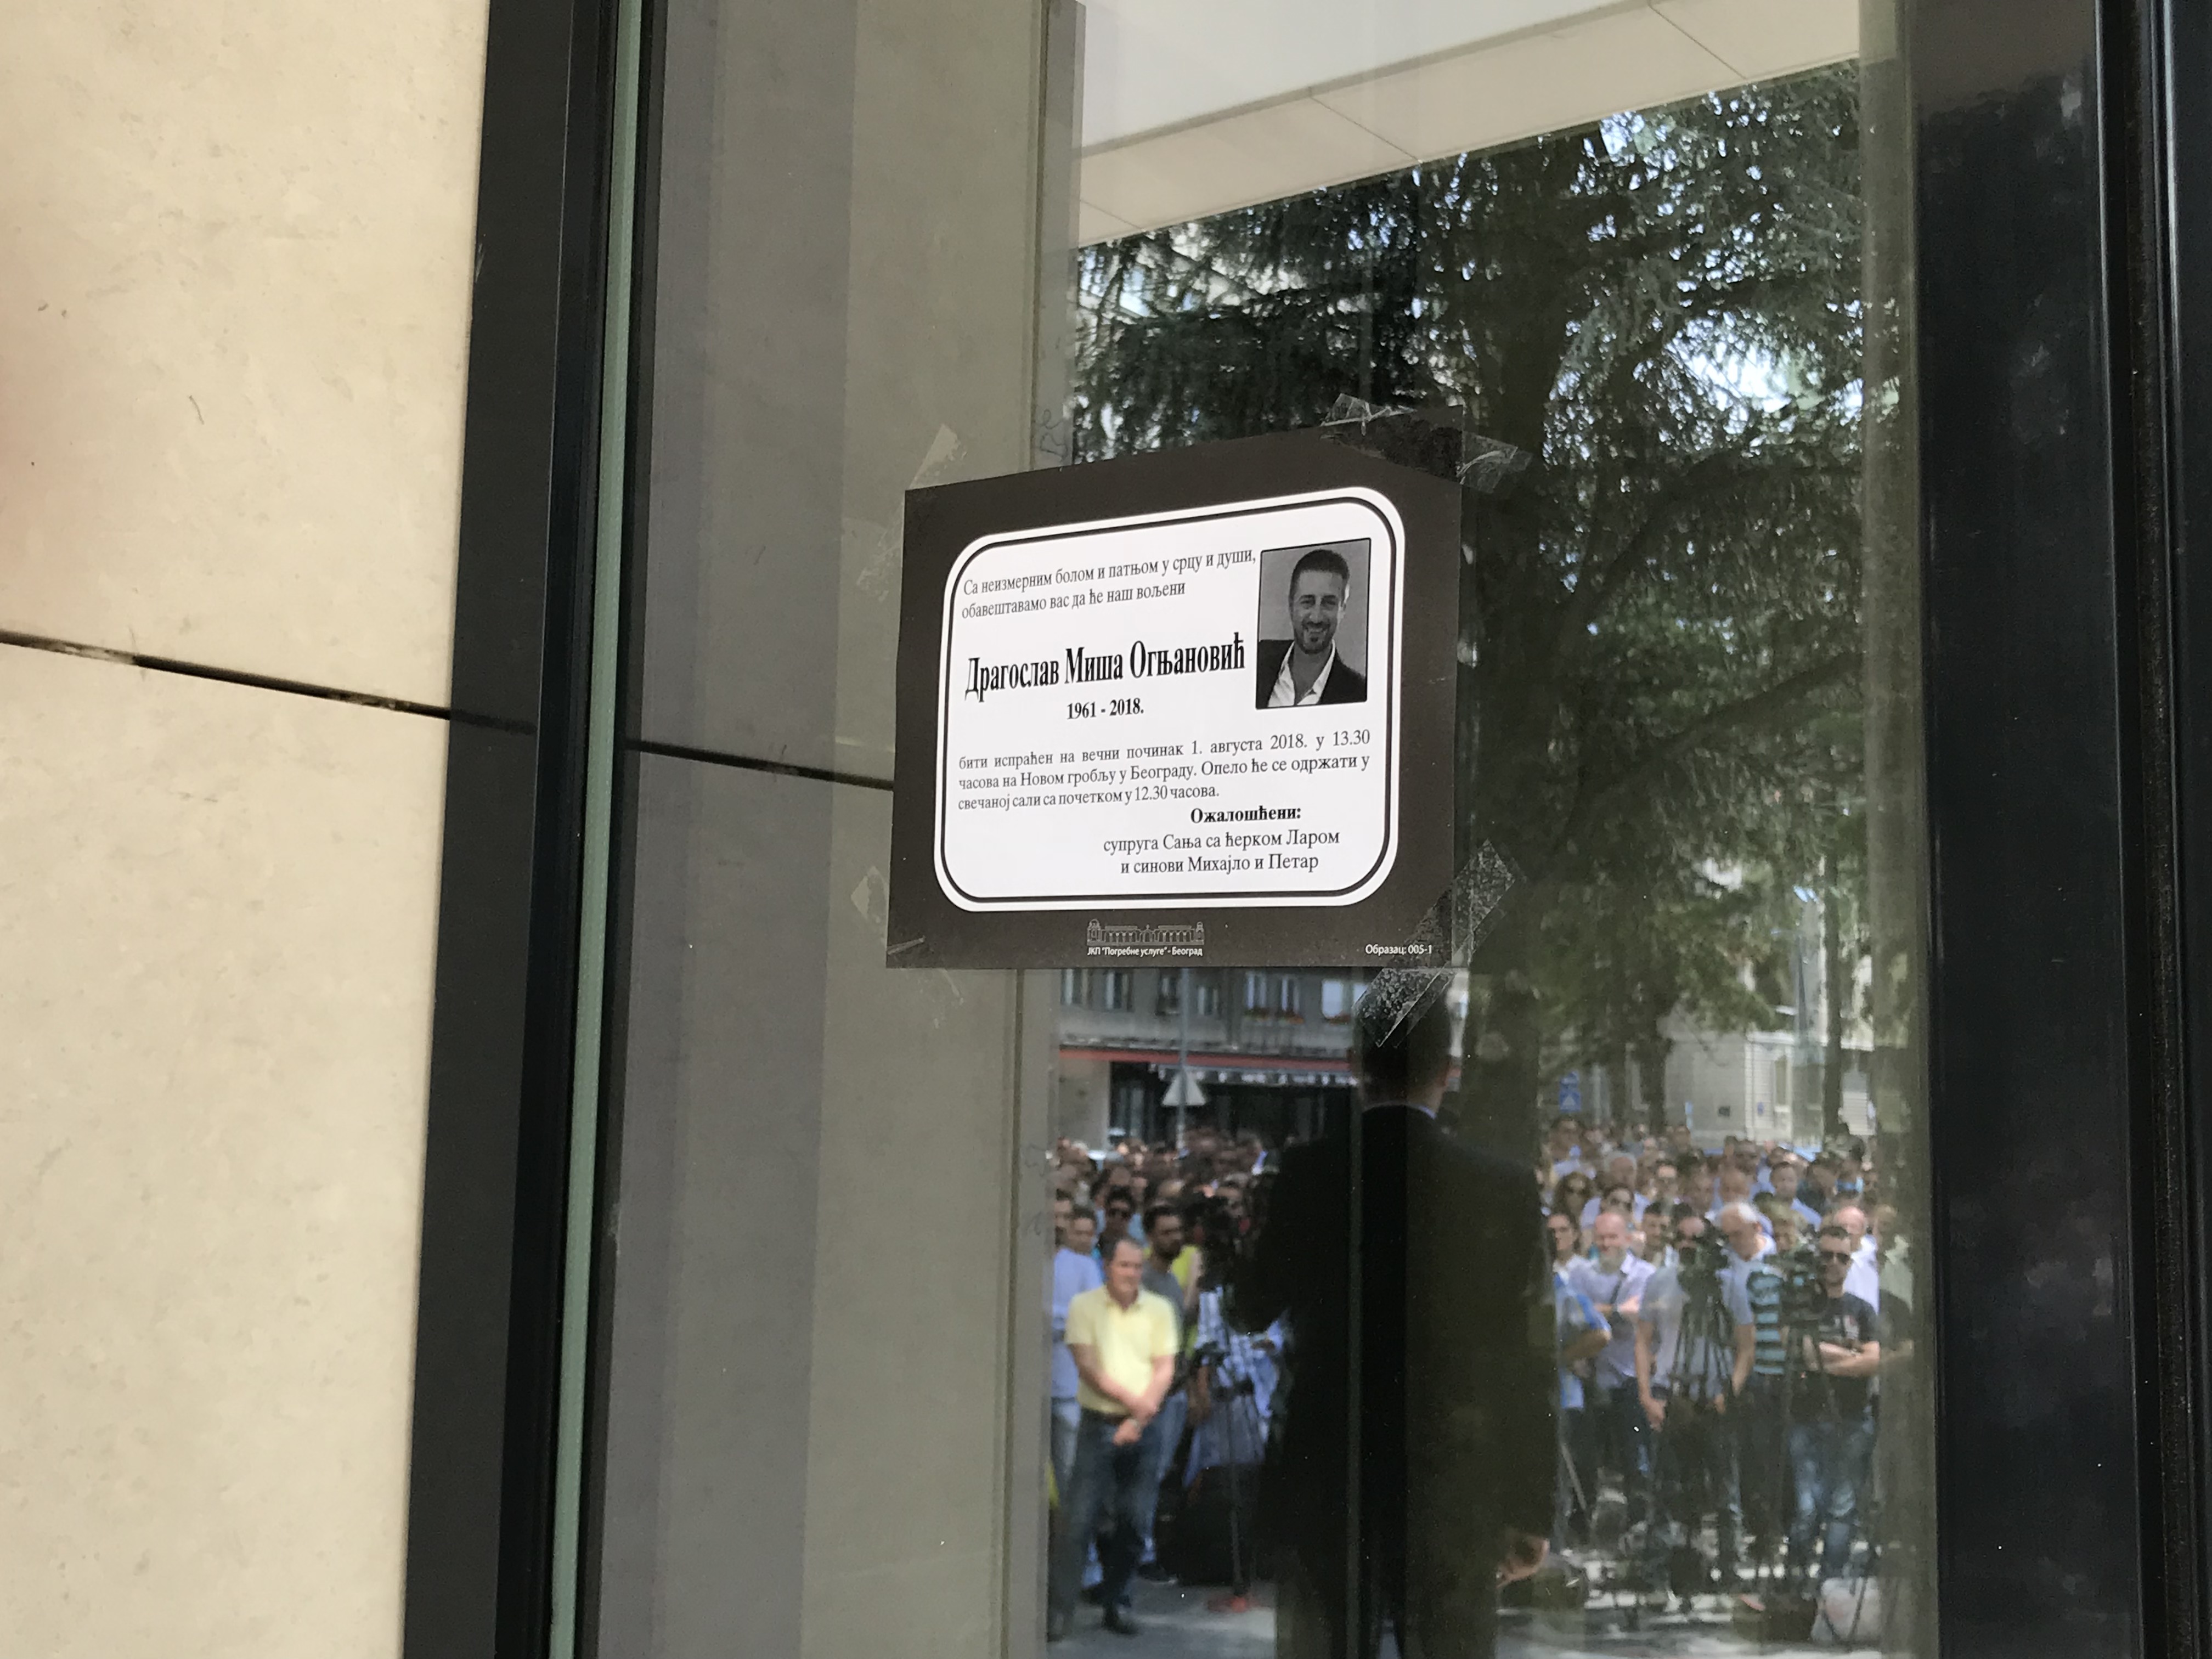 Са неизмерним болом и патњом у срцу и души,
обавештавамо вас да ће наш вољени
Драгослав Миша Огњановић
1961 - 2018.
бити испраћен на вечни починак 1. августа 2018. у 13.30
часова на Новом гробљу у Београду. Опело ће се одржати у
свечаној сали са почетком у 12.30 часова.
Ожалошћени:
супруга Сања са ћерком Ларом
и синови Михајло и Петар
ЈКП "Погребне услуге" - Београд
Образац: 005-1